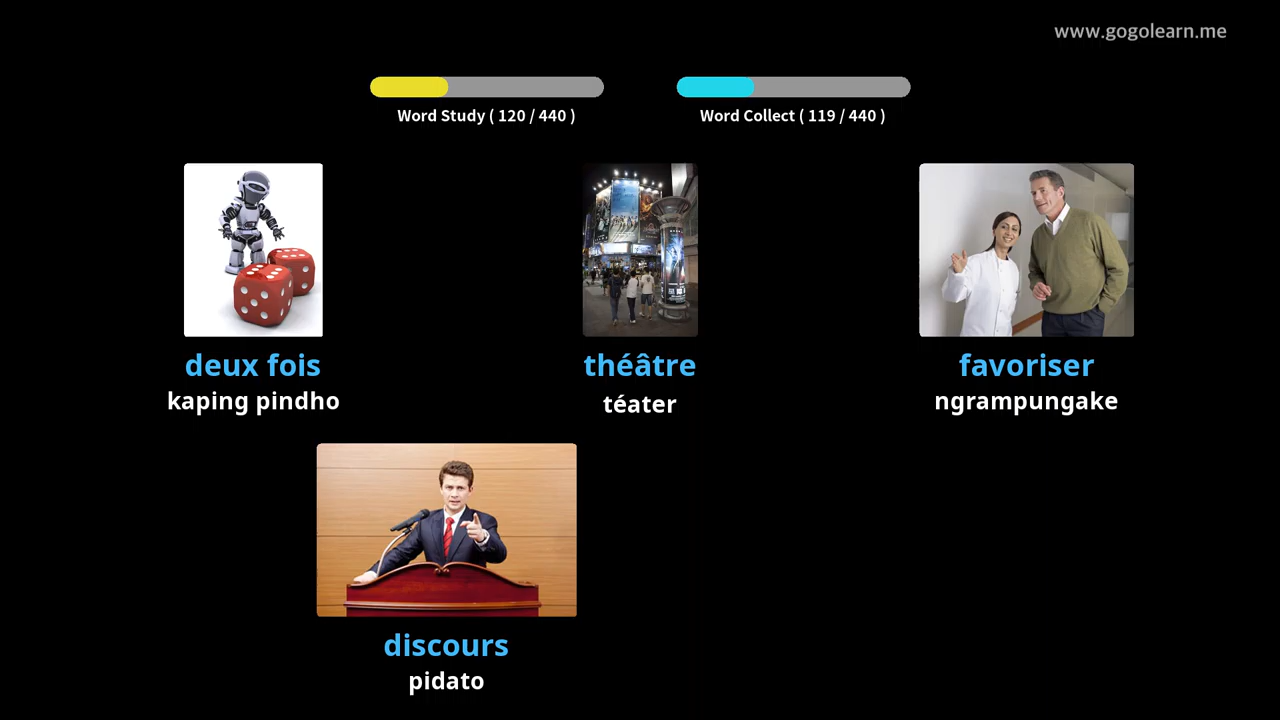 www.gogolearn.me
Word Study ( 120 / 440 )
Word Collect ( 119 / 440 )
deux fois
kaping pindho
théâtre
téater
favoriser
ngrampungake
discours
pidato